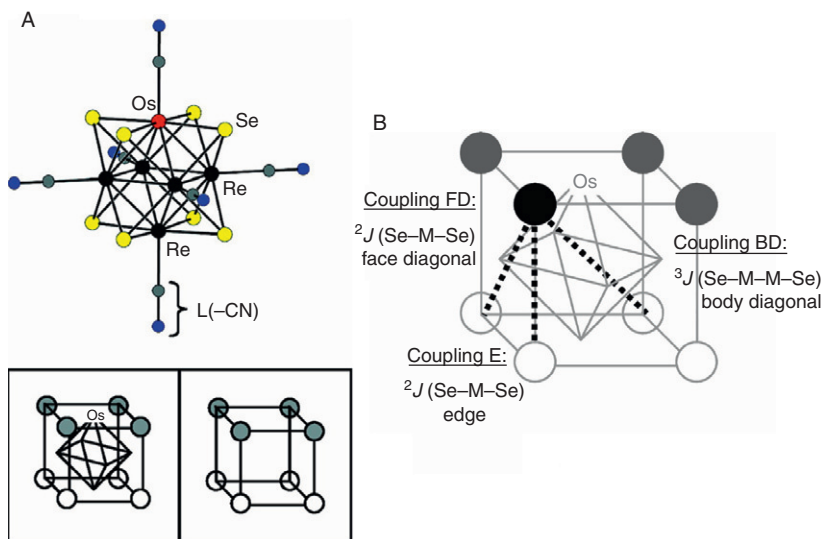 A
Os
Se
Re
Re
L(–CN)
Os
B
Os
Coupling FD:
²J (Se–M–Se)
face diagonal
Coupling BD:
³J (Se–M–M–Se)
body diagonal
Coupling E:
²J (Se–M–Se)
edge